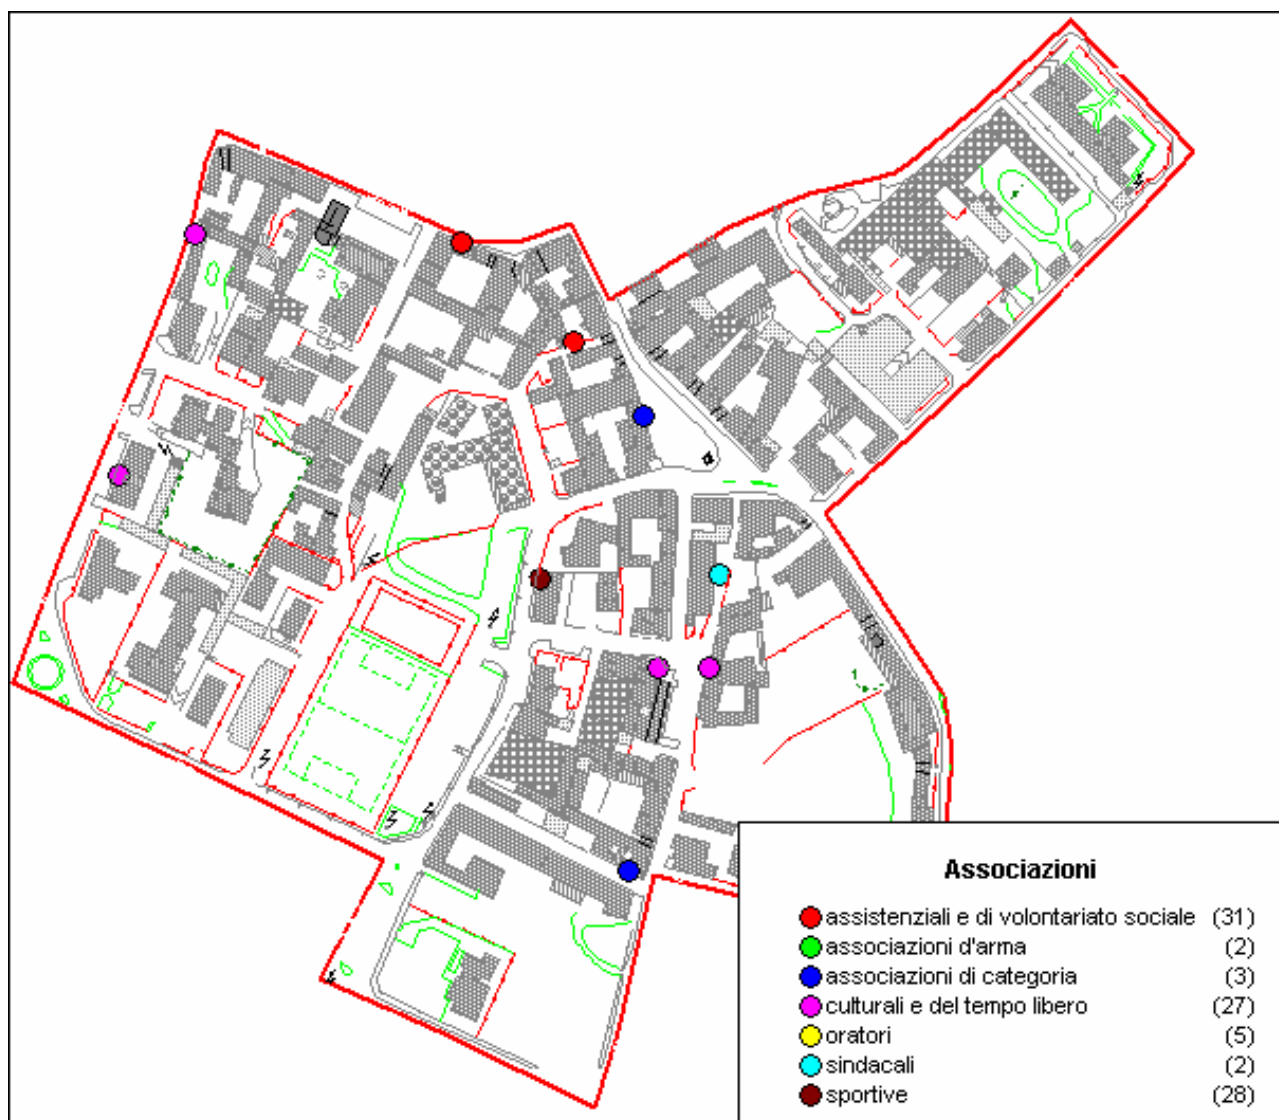 Associazioni
assistenziali e di volontariato sociale (31)
associazioni d'arma (2)
associazioni di categoria (3)
culturali e del tempo libero (27)
oratori (5)
sindacali (2)
sportive (28)